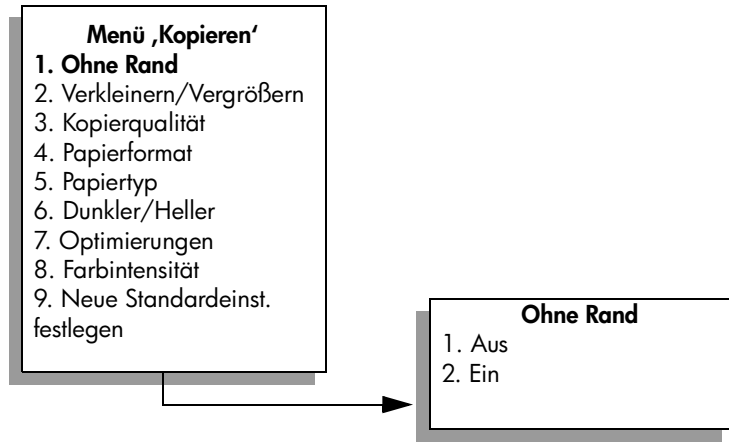 Menü ‚Kopieren‘
1. Ohne Rand
2. Verkleinern/Vergrößern
3. Kopierqualität
4. Papierformat
5. Papiertyp
6. Dunkler/Heller
7. Optimierungen
8. Farbintensität
9. Neue Standardeinst.
festlegen
Ohne Rand
1. Aus
2. Ein